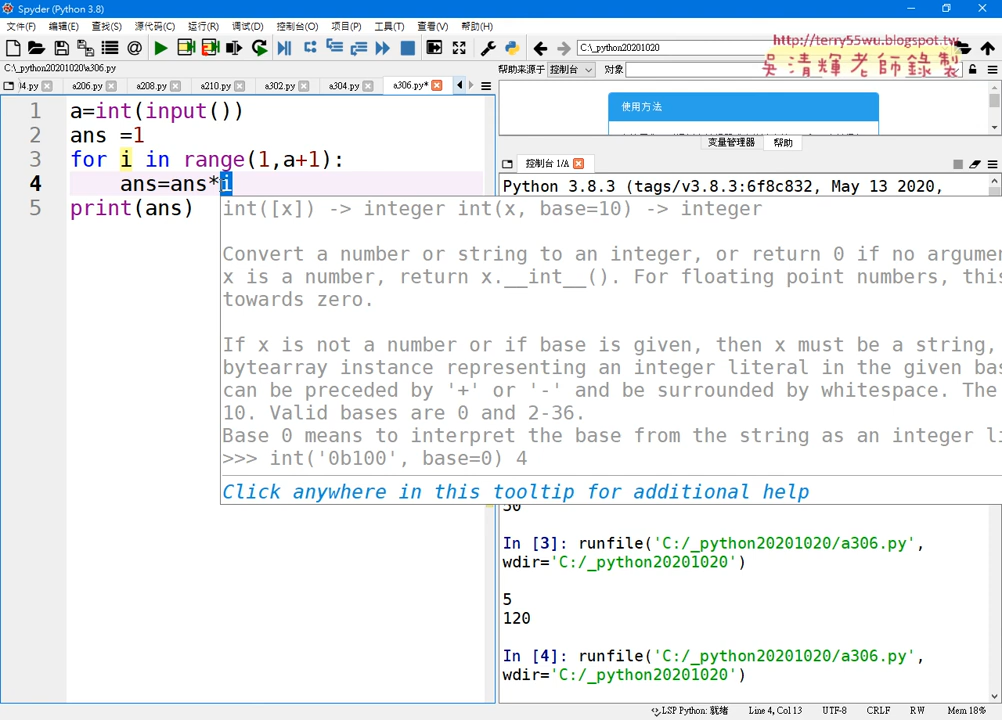 Spyder (Python 3.8)
文件(F) 编辑(E) 查找(S) 源代码(C) 运行(R) 调试(D) 控制台(O) 项目(P) 工具(T) 查看(V) 帮助(H)
C:\_python20201020
http://terry55wu.blogspot.tw
吳清輝老師錄製
C:\_python20201020\a306.py
帮助来源于 控制台 对象
.py a206.py a208.py a210.py a302.py a304.py a306.py*
使用方法
变量管理器 帮助
控制台 1/A
1 a=int(input())
2 ans =1
3 for i in range(1,a+1):
4 ans=ans*i
5 print(ans)
Python 3.8.3 (tags/v3.8.3:6f8c832, May 13 2020,
int([x]) -> integer int(x, base=10) -> integer
Convert a number or string to an integer, or return 0 if no
x is a number, return x.__int__(). For floating point numbers,
towards zero.
If x is not a number or if base is given, then x must be a string,
bytearray instance representing an integer literal in the given
can be preceded by '+' or '-' and be surrounded by whitespace. The
10. Valid bases are 0 and 2-36.
Base 0 means to interpret the base from the string as an integer
>>> int('0b100', base=0) 4
Click anywhere in this tooltip for additional help
50
In [3]: runfile('C:/_python20201020/a306.py',
wdir='C:/_python20201020')
5
120
In [4]: runfile('C:/_python20201020/a306.py',
wdir='C:/_python20201020')
LSP Python: 就绪 Line 4, Col 13 UTF-8 CRLF RW Mem 18%